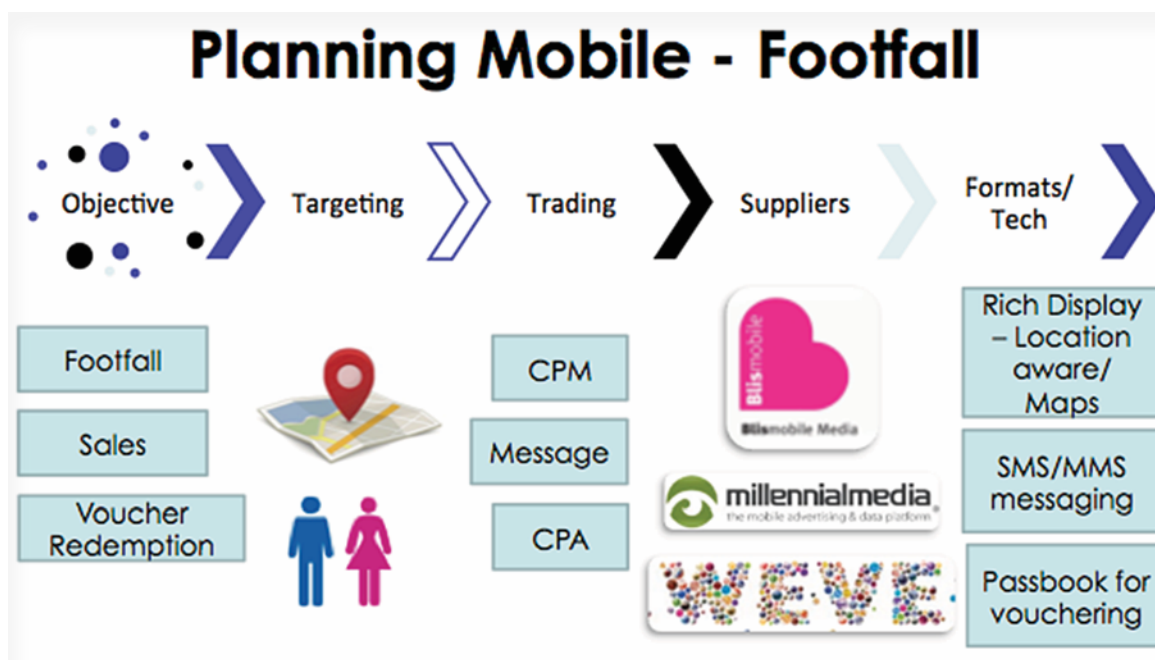 Planning Mobile - Footfall
Objective
Targeting
Trading
Suppliers
Formats/
Tech
Footfall
Sales
Voucher
Redemption
CPM
Message
CPA
Blismobile
Blismobile Media
millennialmedia
the mobile advertising & data platform
WEVE
Rich Display
– Location
aware/
Maps
SMS/MMS
messaging
Passbook for
vouchering